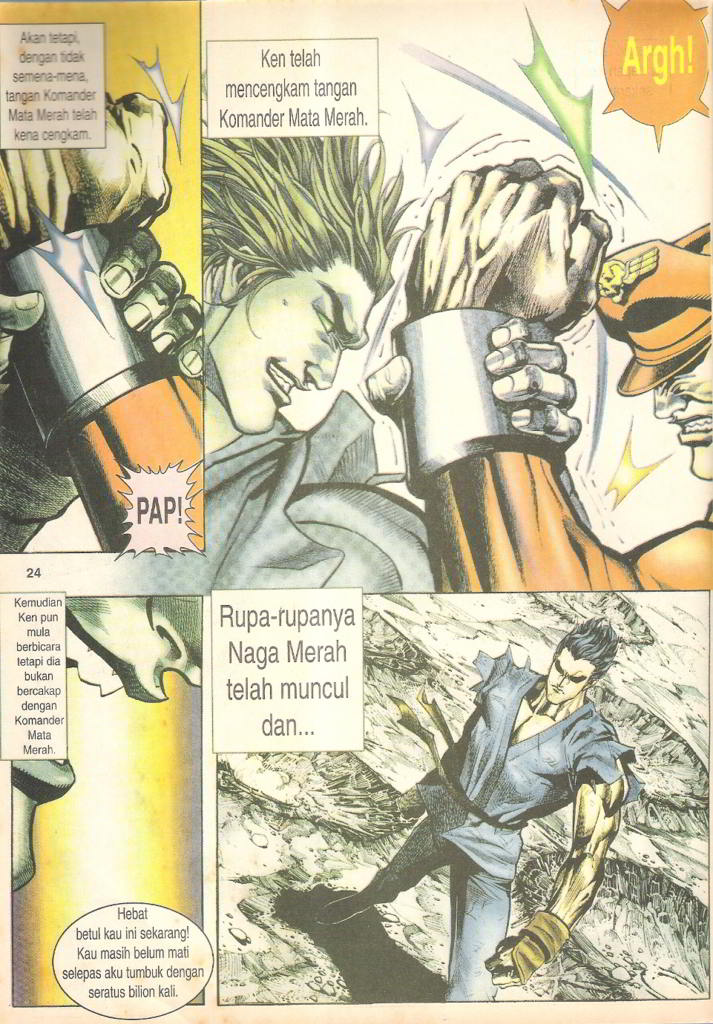 Akan tetapi,
dengan tidak
semena-mena,
tangan Komander
Mata Merah telah
kena cengkam.
PAP!
Ken telah
mencengkam tangan
Komander Mata Merah.
Argh!
24
Kemudian
Ken pun
mula
berbicara
tetapi dia
bukan
bercakap
dengan
Komander
Mata
Merah.
Hebat
betul kau ini sekarang!
Kau masih belum mati
selepas aku tumbuk dengan
seratus bilion kali.
Rupa-rupanya
Naga Merah
telah muncul
dan...